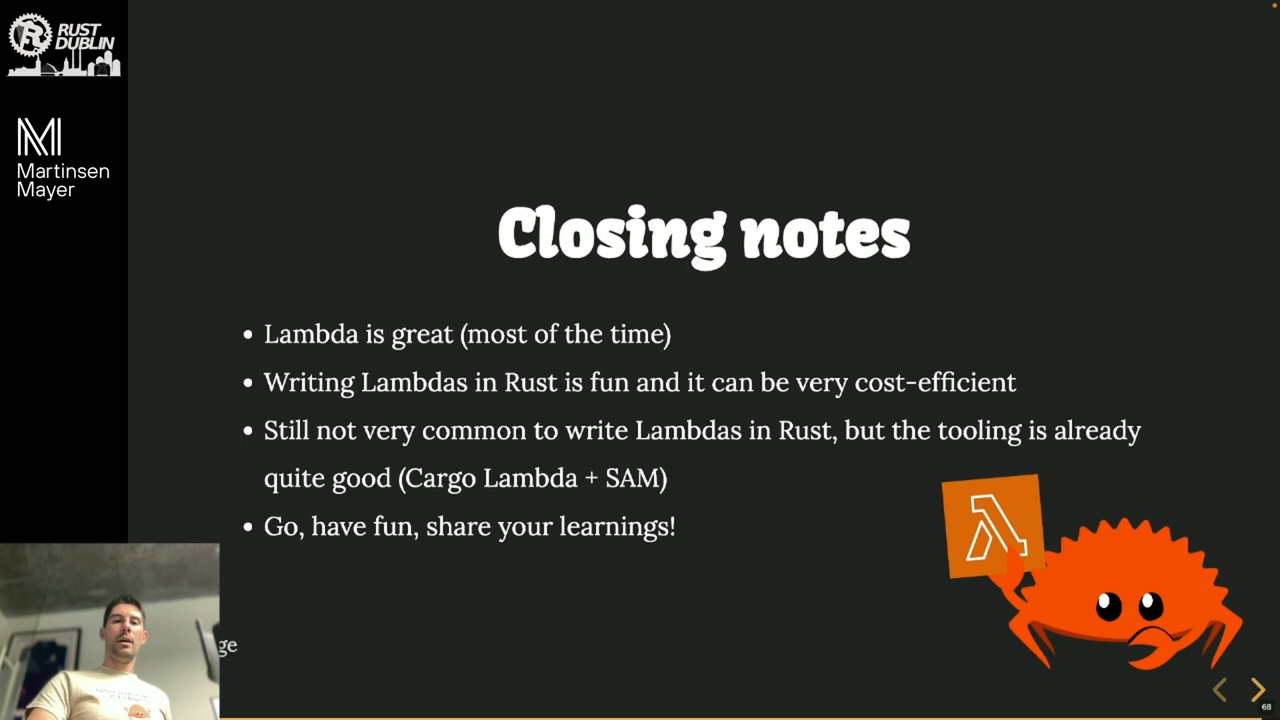 RUST
DUBLIN
Martinsen
Mayer
Closing notes
• Lambda is great (most of the time)
• Writing Lambdas in Rust is fun and it can be very cost-efficient
• Still not very common to write Lambdas in Rust, but the tooling is already
quite good (Cargo Lambda + SAM)
• Go, have fun, share your learnings!
ge
68